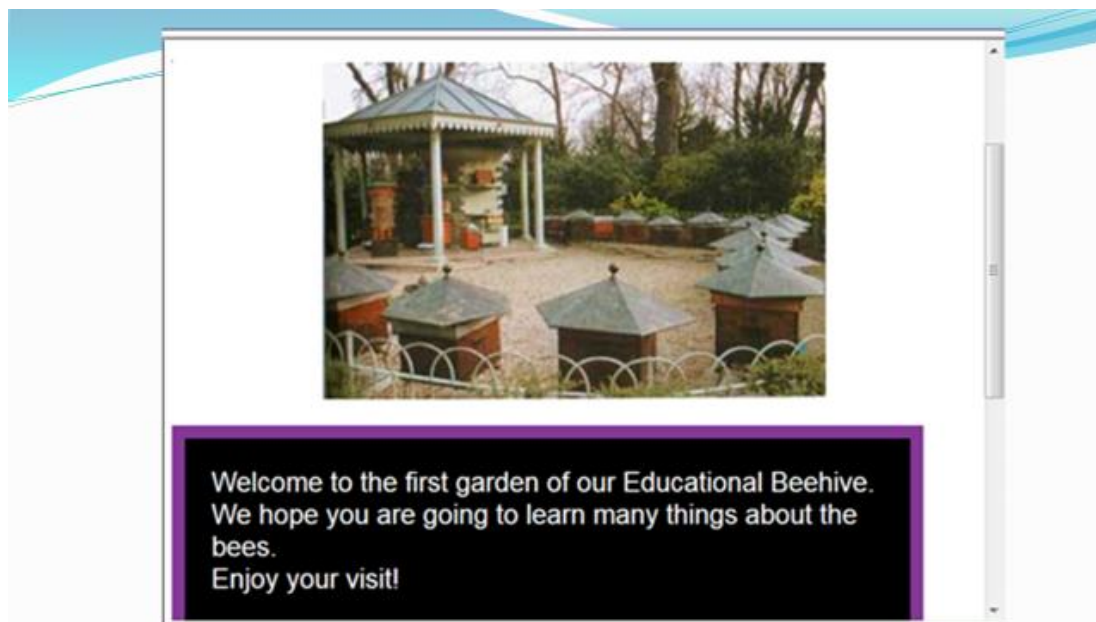 Welcome to the first garden of our Educational Beehive.
We hope you are going to learn many things about the
bees.
Enjoy your visit!